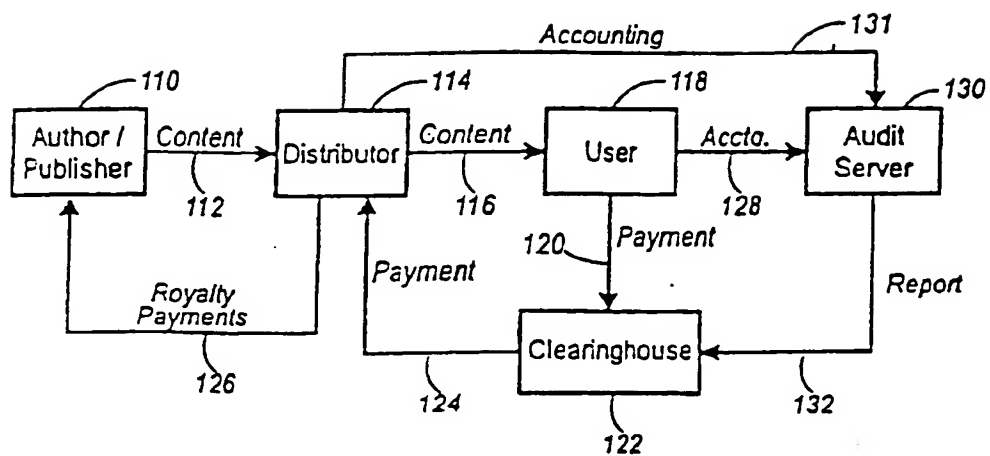 Accounting
131
110
114
118
130
Author /
Publisher
Content
112
Distributor
Content
116
User
Accta.
128
Audit
Server
120
Payment
Payment
Report
Royalty
Payments
126
Clearinghouse
124
122
132